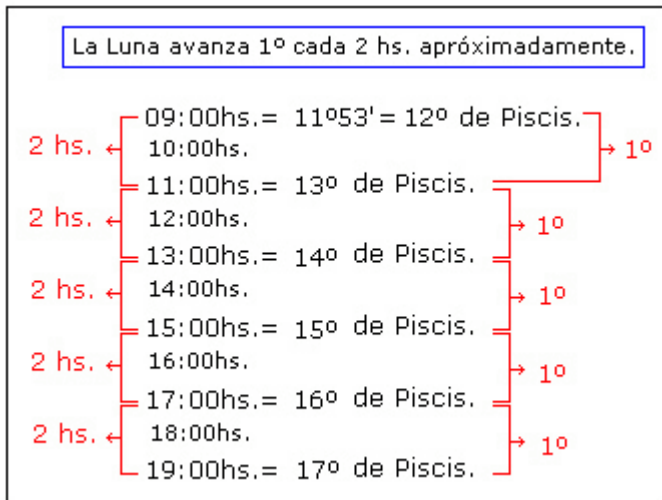 La Luna avanza 1º cada 2 hs. apróximadamente.
09:00hs.= 11º53'= 12º de Piscis.
2 hs. 10:00hs. 1º
11:00hs.= 13º de Piscis.
2 hs. 12:00hs. 1º
13:00hs.= 14º de Piscis.
2 hs. 14:00hs. 1º
15:00hs.= 15º de Piscis.
2 hs. 16:00hs. 1º
17:00hs.= 16º de Piscis.
2 hs. 18:00hs. 1º
19:00hs.= 17º de Piscis.